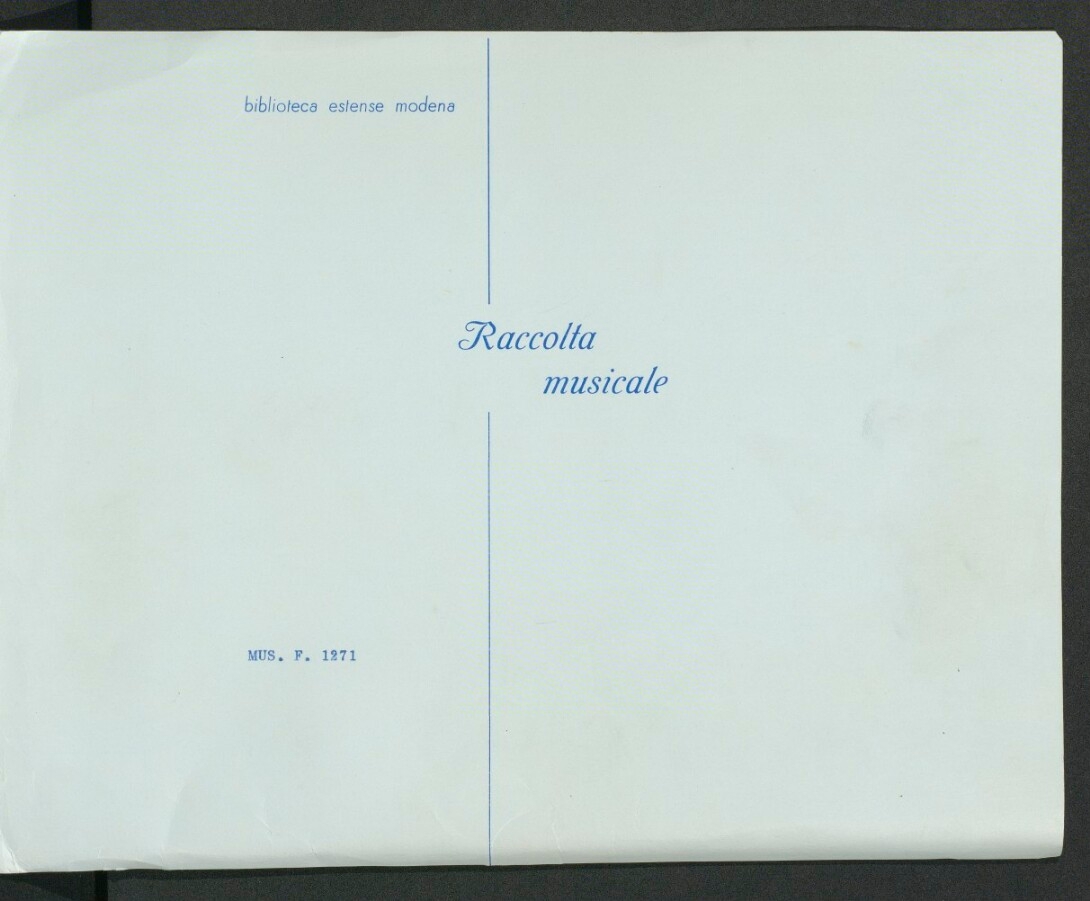 biblioteca estense modena
Raccolta
musicale
MUS. F. 1271